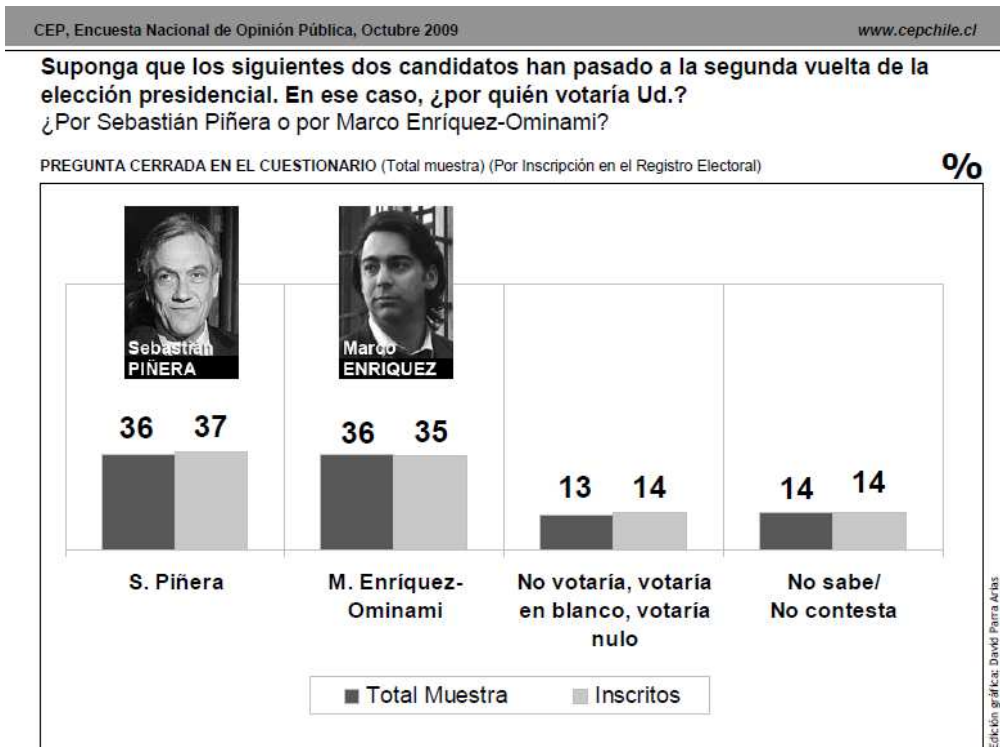 CEP, Encuesta Nacional de Opinión Pública, Octubre 2009
www.cepchile.cl
Suponga que los siguientes dos candidatos han pasado a la segunda vuelta de la
elección presidencial. En ese caso, ¿por quién votaría Ud.?
¿Por Sebastián Piñera o por Marco Enríquez-Ominami?
PREGUNTA CERRADA EN EL CUESTIONARIO (Total muestra) (Por Inscripción en el Registro Electoral)
%
Sebastián
PIÑERA
Marco
ENRIQUEZ
36 37
36 35
13 14
14 14
S. Piñera
M. Enríquez-
Ominami
No votaría, votaría
en blanco, votaría
nulo
No sabe/
No contesta
Total Muestra
Inscritos
Edición gráfica: David Parra Arias